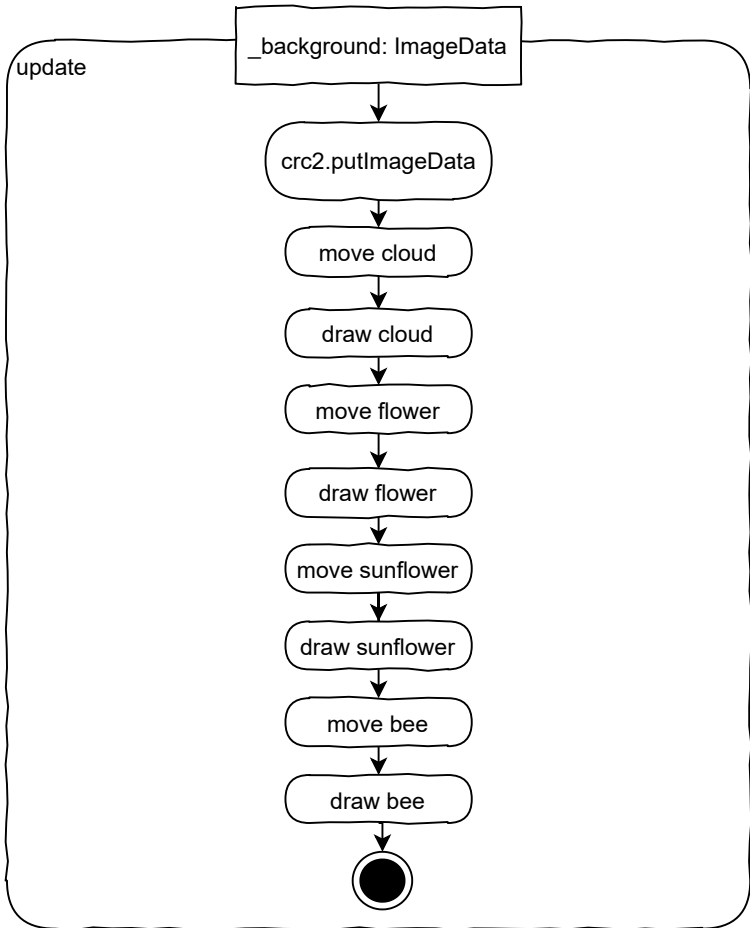 _background: ImageData
update
crc2.putImageData
move cloud
draw cloud
move flower
draw flower
move sunflower
draw sunflower
move bee
draw bee